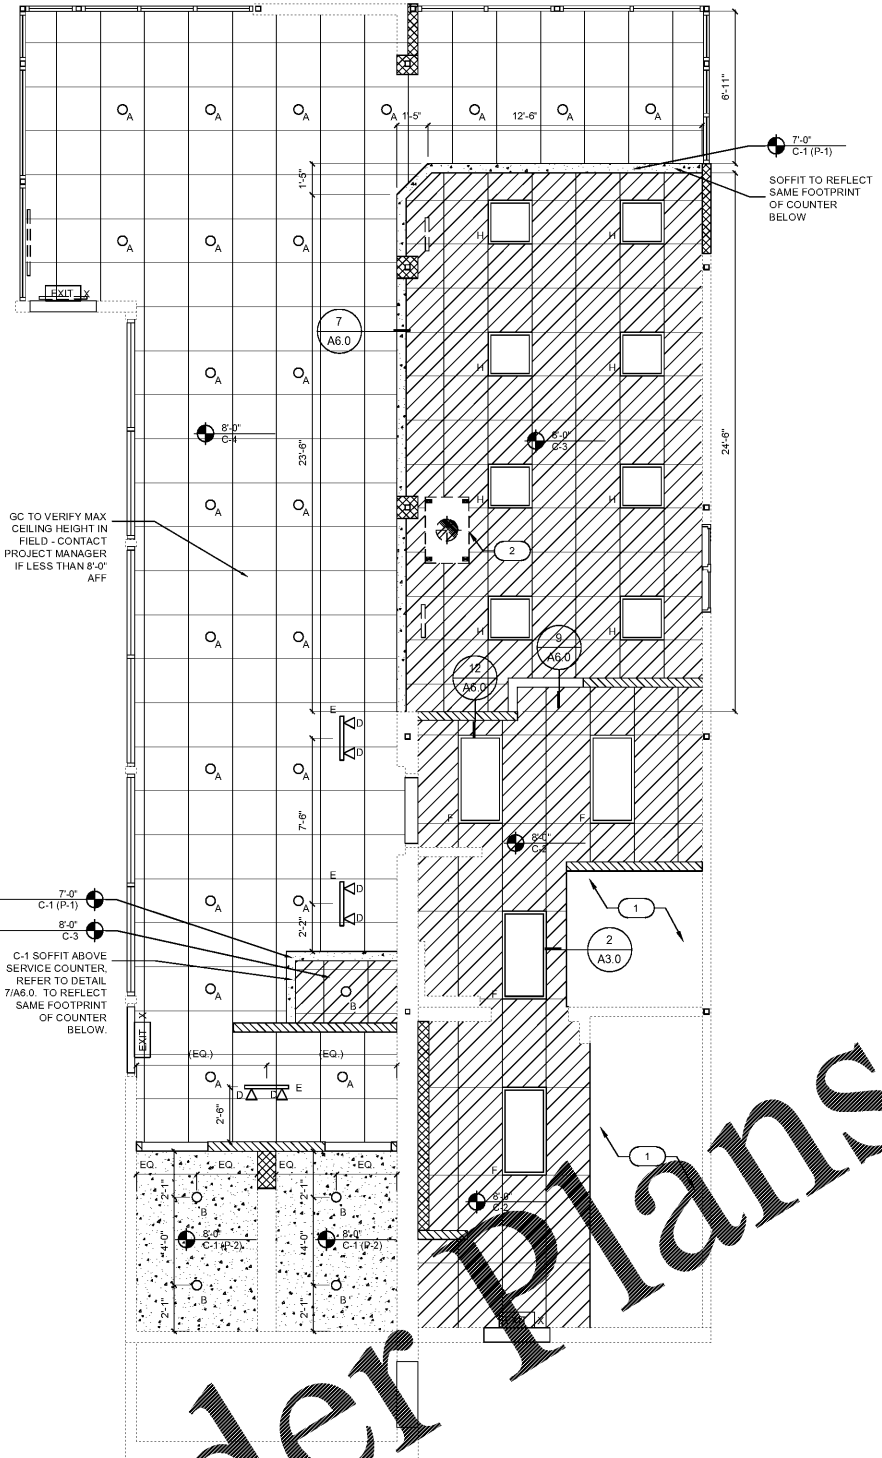 A
A
A
A
1'-5"
A
12'-6"
A
A
6'-11"
7'-0"
C-1 (P-1)
SOFFIT TO REFLECT
SAME FOOTPRINT
OF COUNTER
BELOW
1'-5"
A
A
A
H
H
EXIT
X
7
A6.0
A
A
H
H
8'-0"
C-4
8'-0"
C-3
23'-6"
24'-6"
A
A
H
H
GC TO VERIFY MAX
CEILING HEIGHT IN
FIELD - CONTACT
PROJECT MANAGER
IF LESS THAN 8'-0"
AFF
2
A
A
H
H
9
A6.0
12
A6.0
E
D
D
A
A
F
F
7'-6"
8'-0"
C-2
E
D
D
7'-0"
C-1 (P-1)
A
A
2'-2"
1
8'-0"
C-3
2
A3.0
C-1 SOFFIT ABOVE
SERVICE COUNTER,
REFER TO DETAIL
7/A6.0. TO REFLECT
SAME FOOTPRINT
OF COUNTER
BELOW.
A
B
F
EXIT
X
(EQ.)
(EQ.)
A
A
D
D
E
2'-6"
1
EQ.
EQ.
EQ.
EQ.
F
2'-1"
2'-1"
B
B
8'-0"
C-2
4'-0"
8'-0"
C-1 (P-2)
4'-0"
8'-0"
C-1 (P-2)
B
B
2'-1"
2'-1"
EXIT
X
der Plans